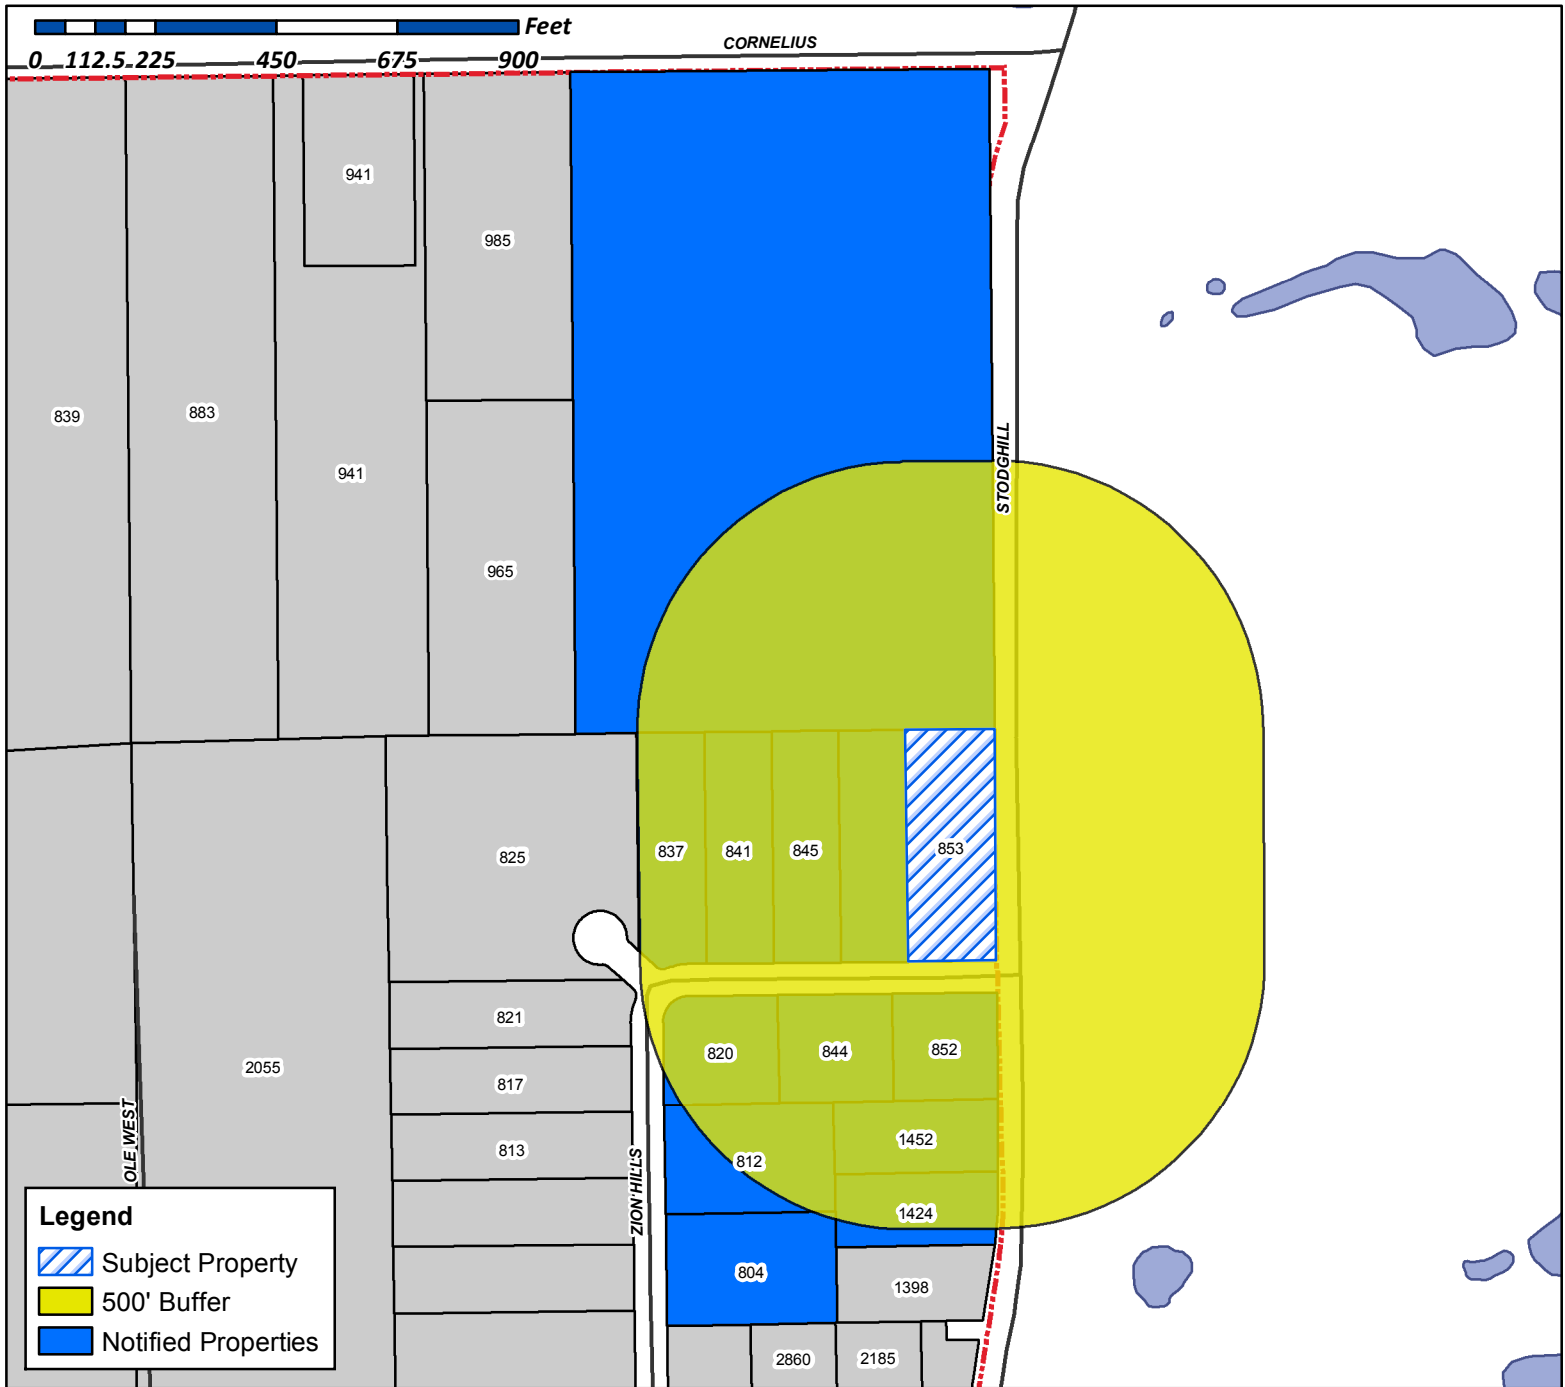 Feet
0 112.5 225 450 675 900
CORNELIUS
941
985
839
883
941
STODGHILL
965
825
837
841
845
853
821
817
813
2055
820
844
852
812
1452
1424
804
1398
2860
2185
OLE WEST
ZION HILLS
Legend
Subject Property
500' Buffer
Notified Properties